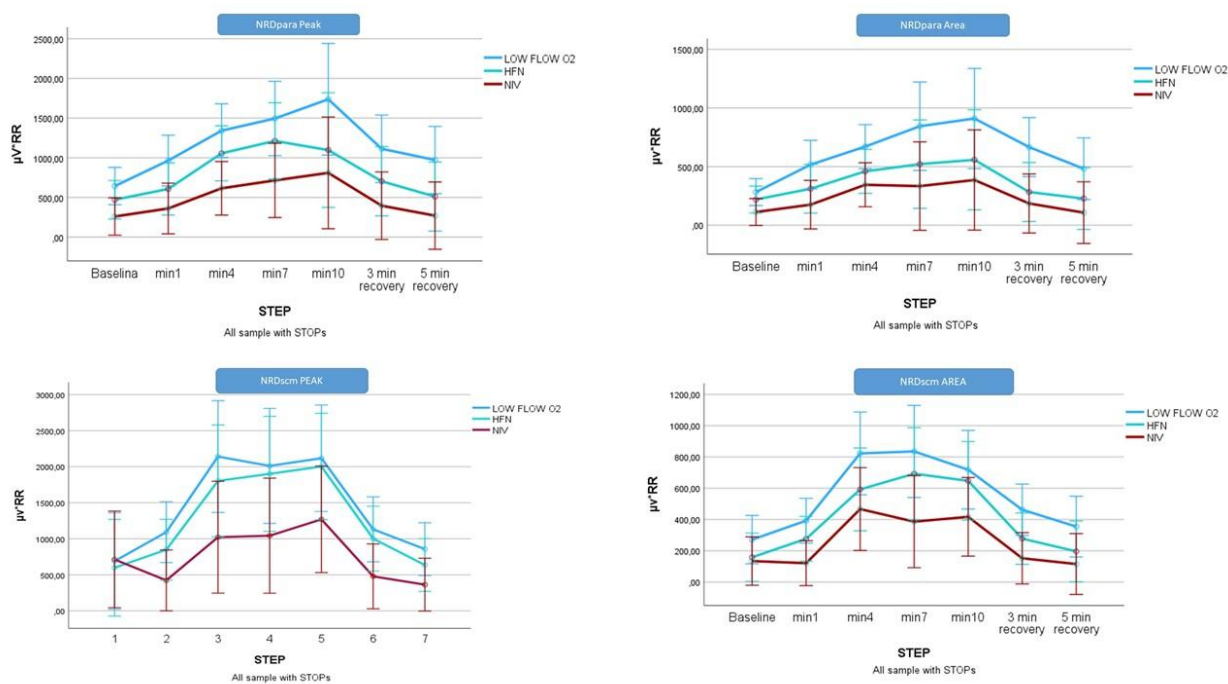 NRDpara Peak
2500,00
2000,00
1500,00
1000,00
500,00
,00
µV*RR
LOW FLOW O2
HFN
NIV
Baselina min1 min4 min7 min10 3 min recovery 5 min recovery
STEP
All sample with STOPs
NRDpara Area
1500,00
1000,00
500,00
,00
µV*RR
LOW FLOW O2
HFN
NIV
Baseline min1 min4 min7 min10 3 min recovery 5 min recovery
STEP
All sample with STOPs
NRDscm PEAK
3000,00
2500,00
2000,00
1500,00
1000,00
500,00
,00
µv*RR
LOW FLOW O2
HFN
NIV
1 2 3 4 5 6 7
STEP
All sample with STOPs
NRDscm AREA
1200,00
1000,00
800,00
600,00
400,00
200,00
,00
µv*RR
LOW FLOW O2
HFN
NIV
Baseline min1 min4 min7 min10 3 min recovery 5 min recovery
STEP
All sample with STOPs